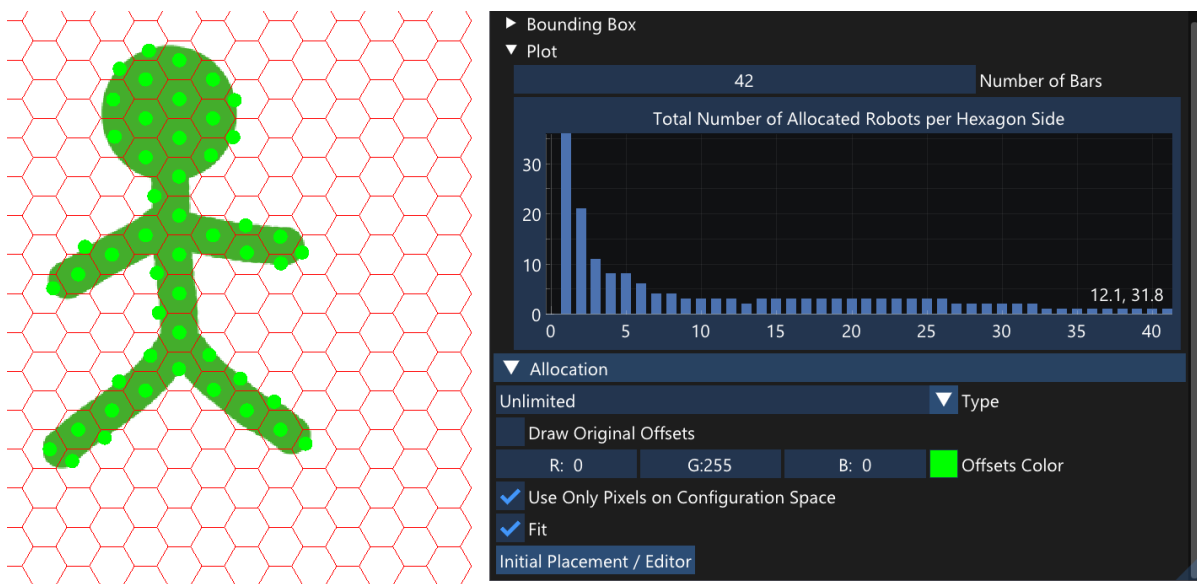 Bounding Box
Plot
42 Number of Bars
Total Number of Allocated Robots per Hexagon Side
30
20
10
12.1, 31.8
0
0 5 10 15 20 25 30 35 40
Allocation
Unlimited Type
Draw Original Offsets
R: 0 G:255 B: 0 Offsets Color
Use Only Pixels on Configuration Space
Fit
Initial Placement / Editor